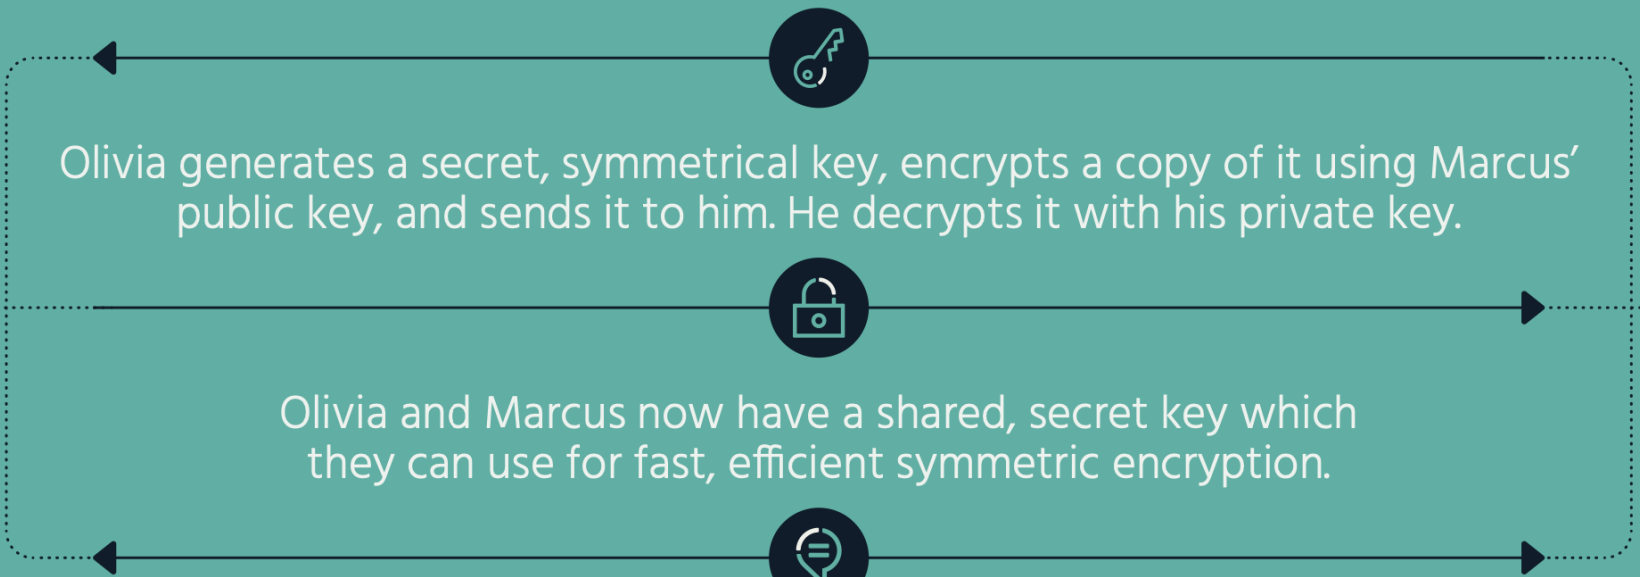 Olivia generates a secret, symmetrical key, encrypts a copy of it using Marcus’
public key, and sends it to him. He decrypts it with his private key.
Olivia and Marcus now have a shared, secret key which
they can use for fast, efficient symmetric encryption.